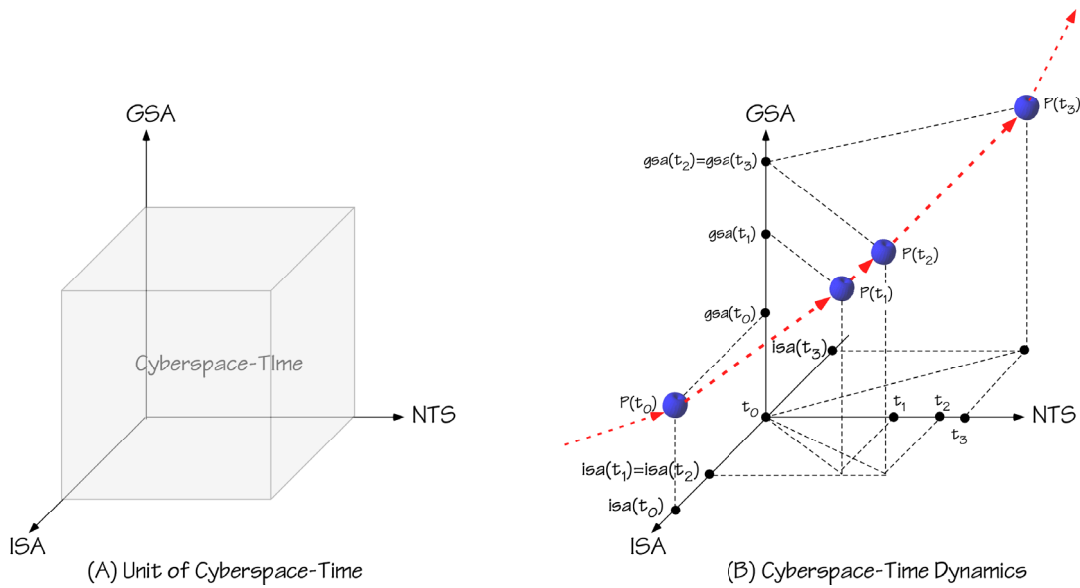 GSA
Cyberspace-Time
NTS
ISA
(A) Unit of Cyberspace-Time
GSA
gsa(t2)=gsa(t3)
gsa(t1)
gsa(t0)
P(t3)
P(t2)
P(t1)
isa(t3)
P(t0)
t0
t1
t2
t3
NTS
isa(t1)=isa(t2)
isa(t0)
ISA
(B) Cyberspace-Time Dynamics